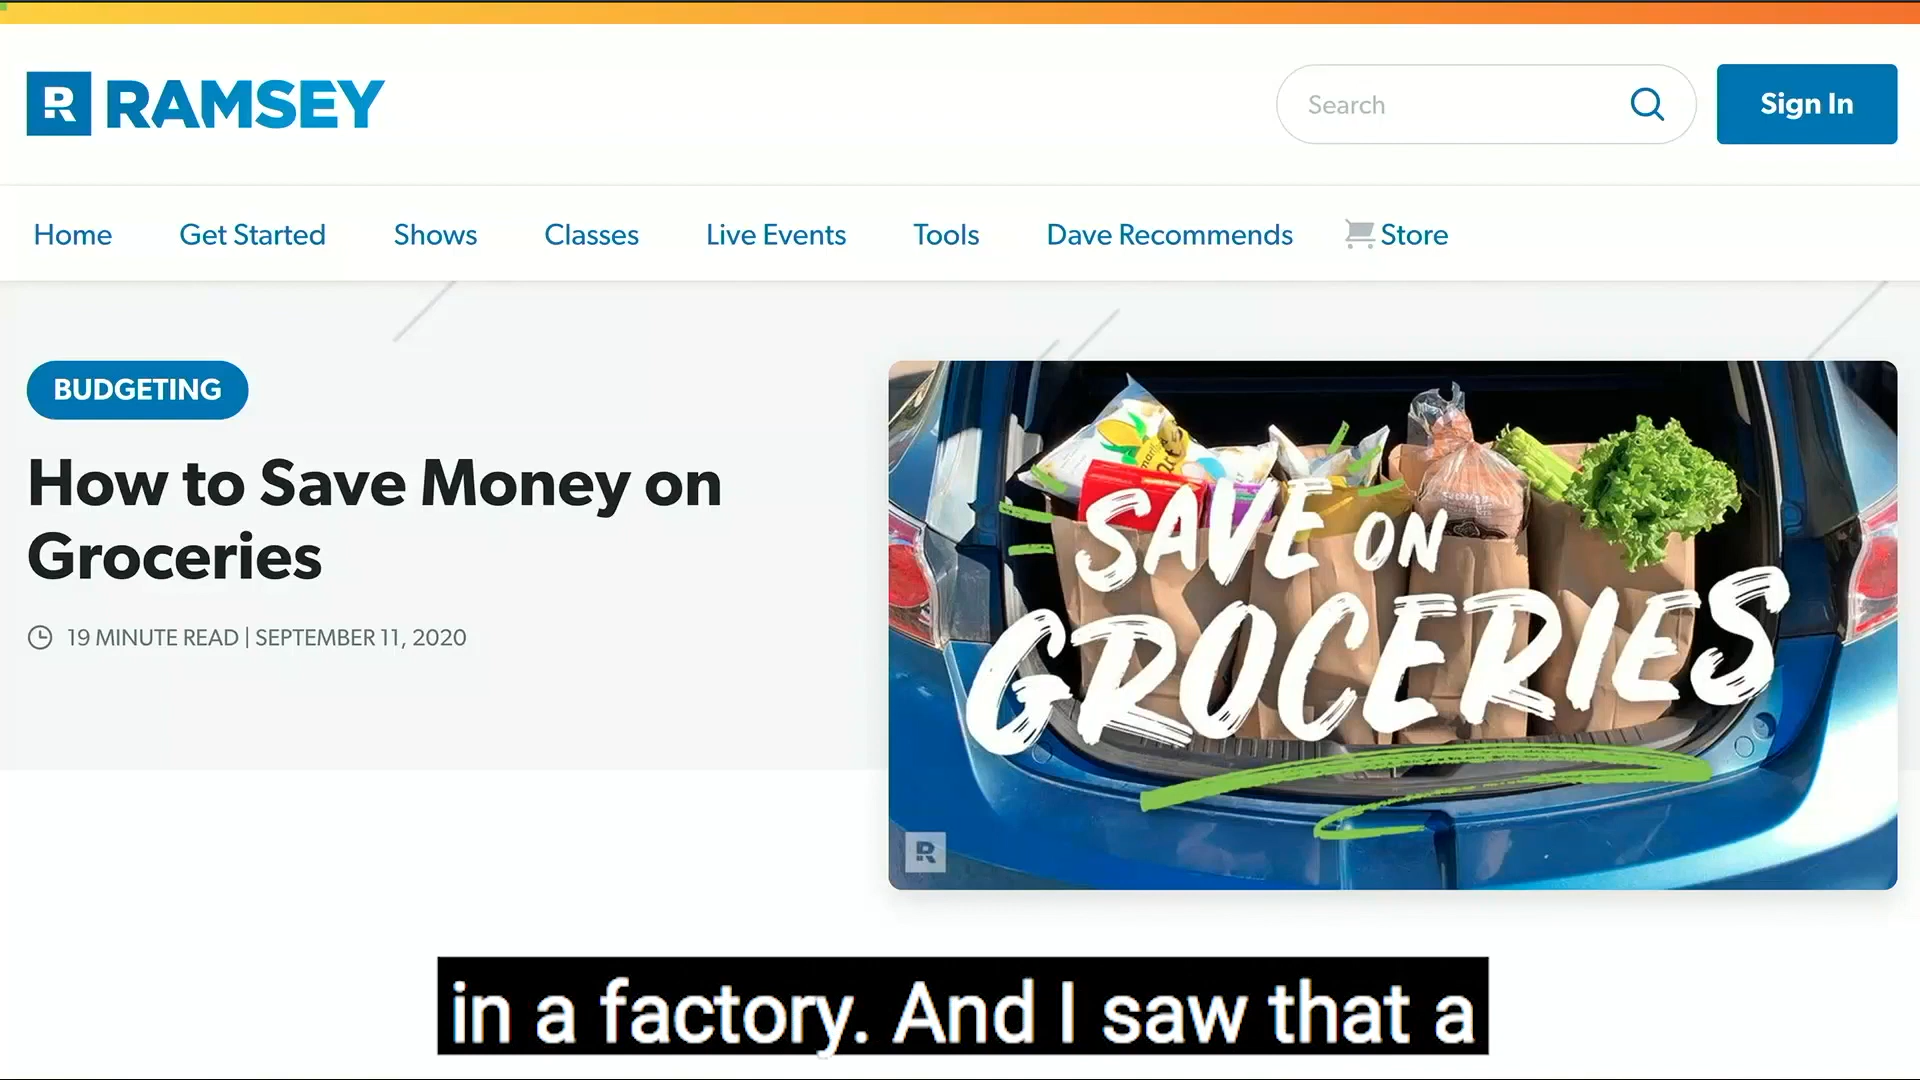 RAMSEY
Search
Sign In
Home
Get Started
Shows
Classes
Live Events
Tools
Dave Recommends
Store
BUDGETING
How to Save Money on
Groceries
19 MINUTE READ | SEPTEMBER 11, 2020
SAVE ON
GROCERIES
in a factory. And I saw that a